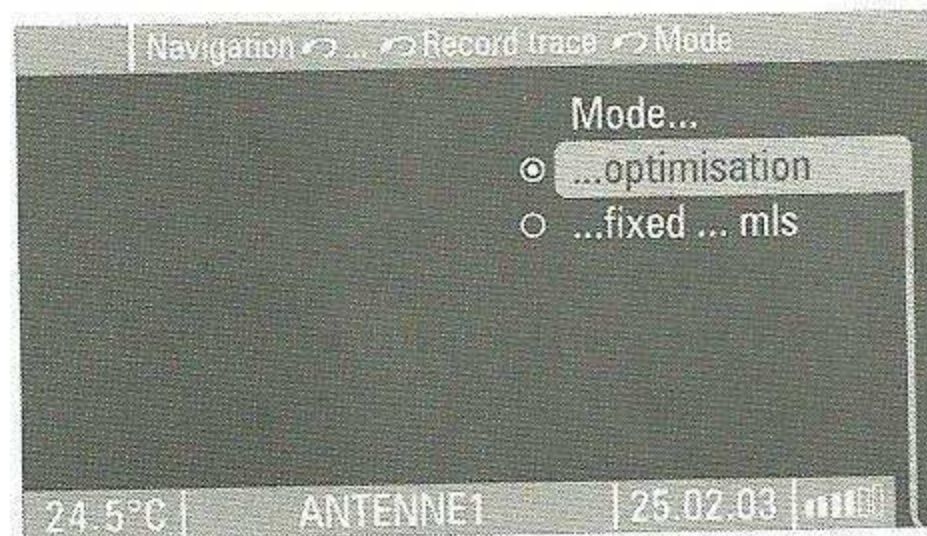 Navigation ... Record trace Mode
Mode...
...optimisation
...fixed ... mls
24.5°C ANTENNE1 25.02.03